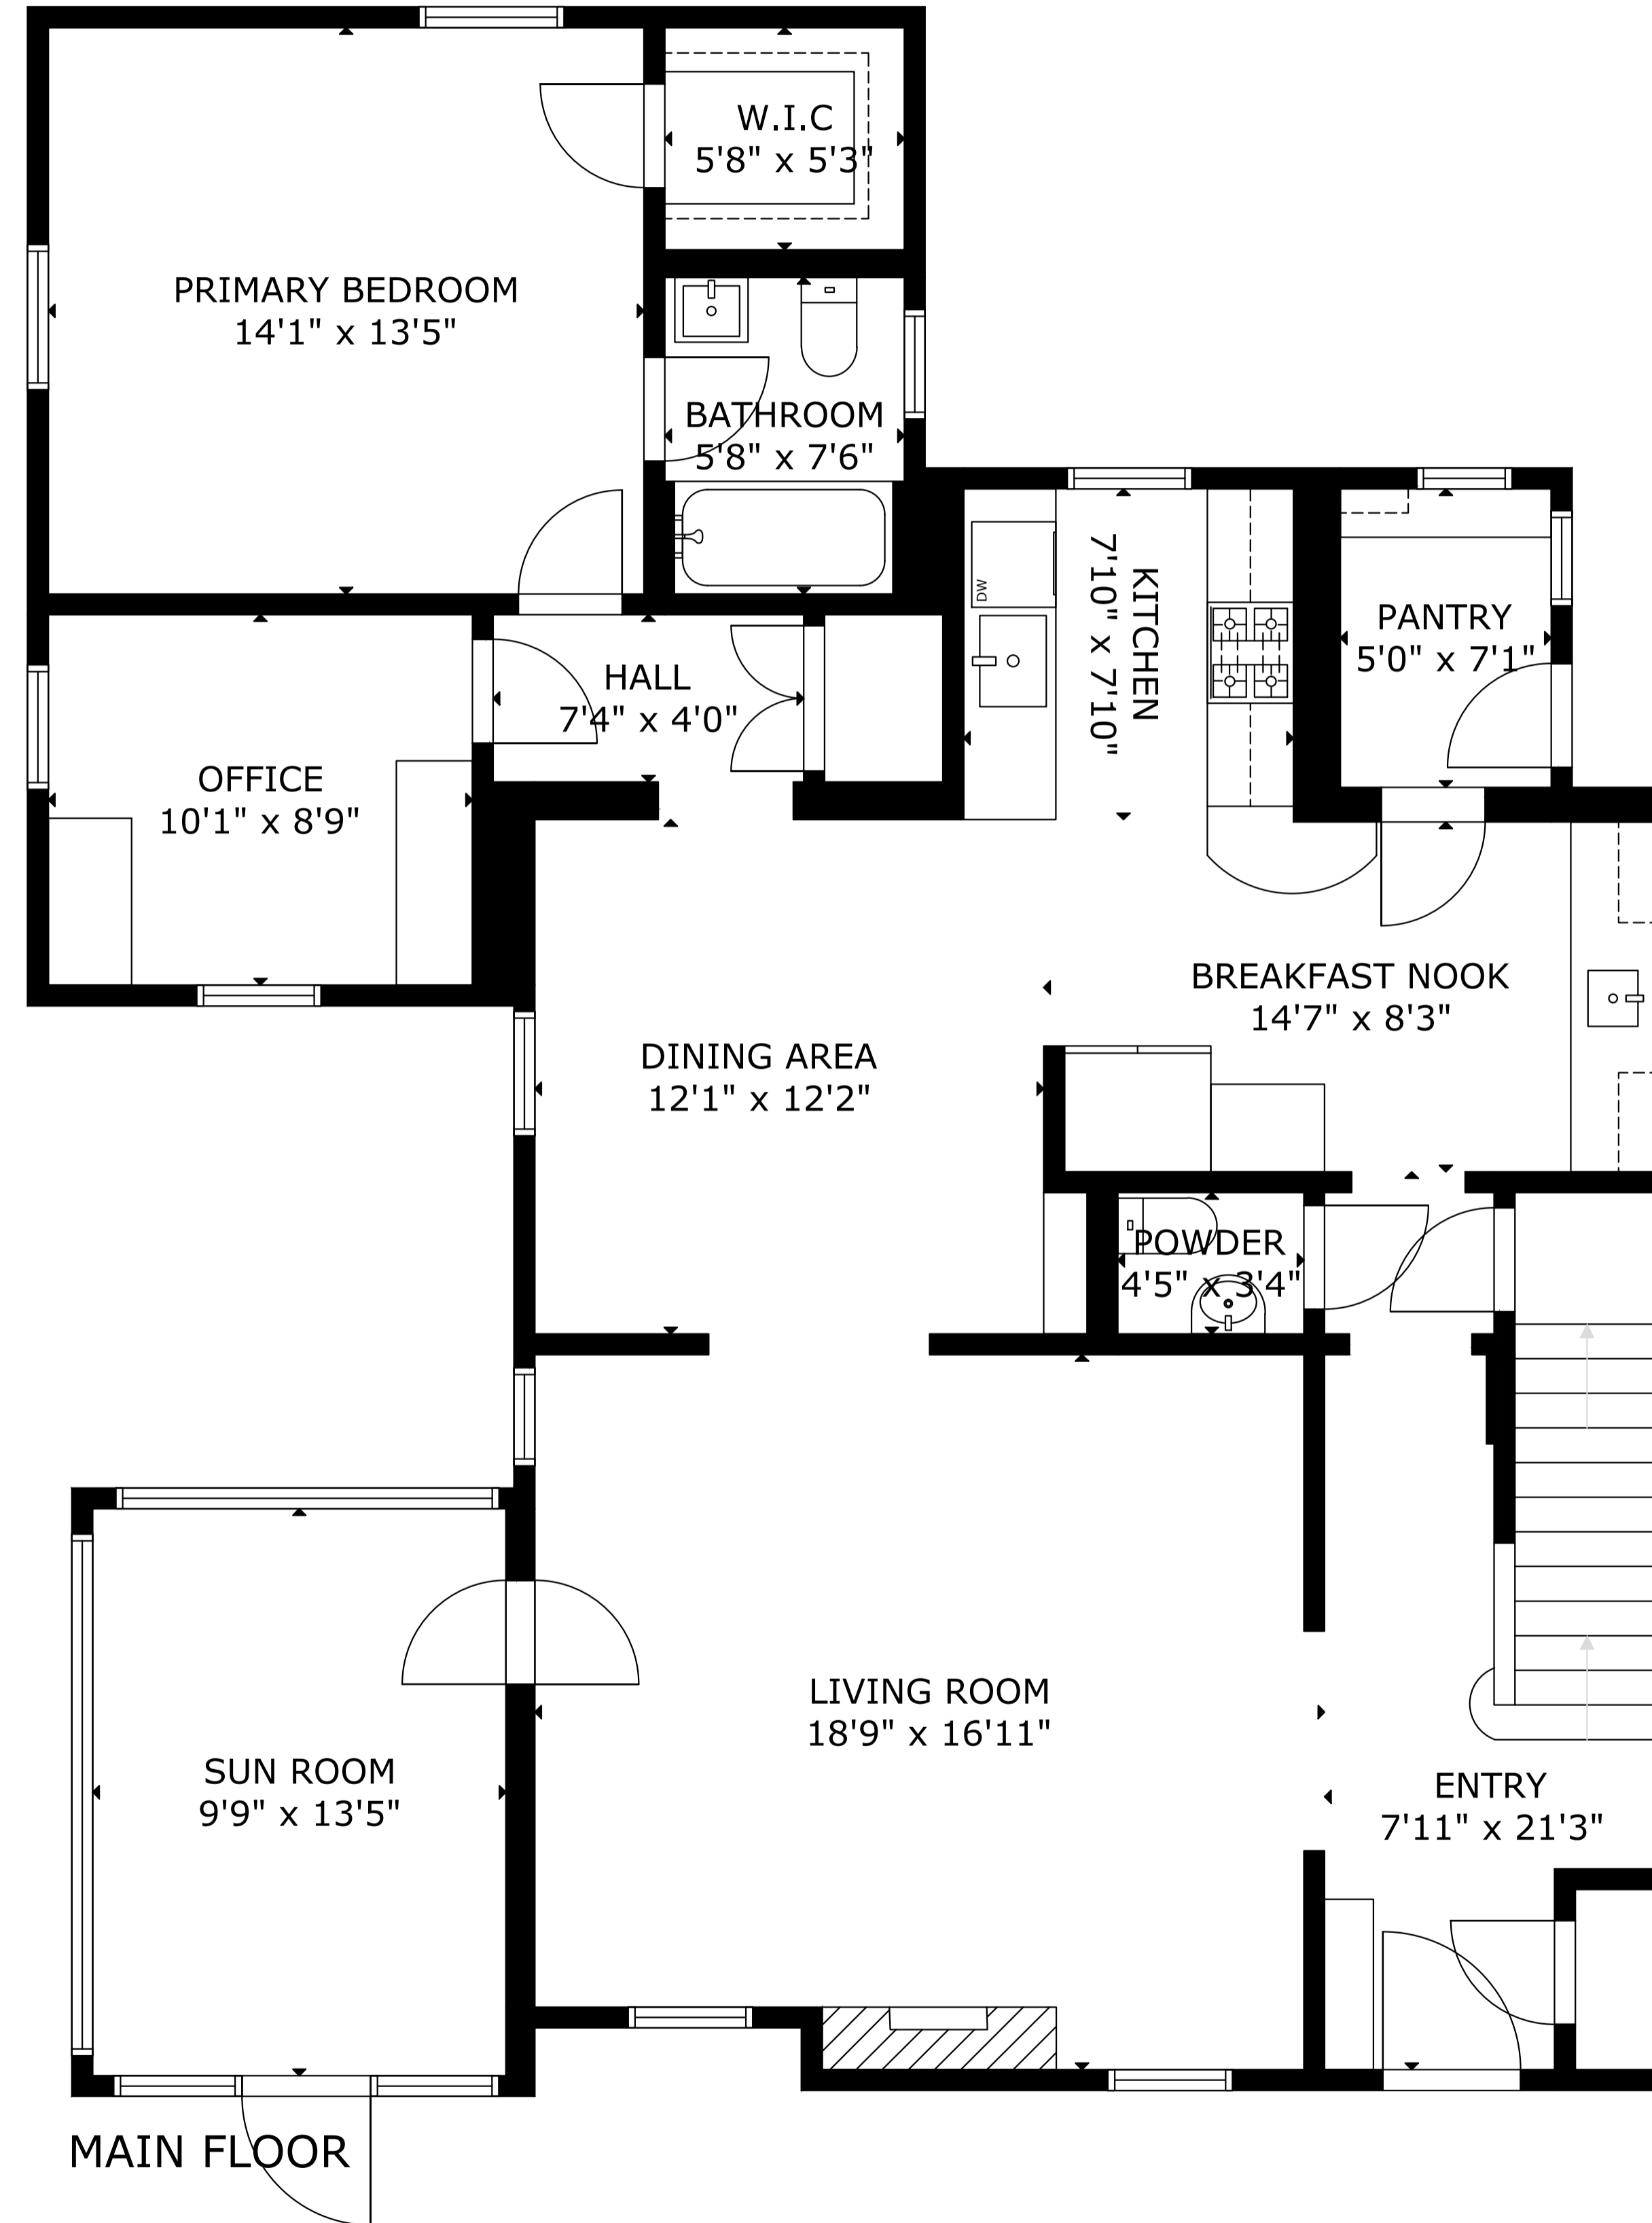 W.I.C
5'8" x 5'3"
PRIMARY BEDROOM
14'1" x 13'5"
BATHROOM
5'8" x 7'6"
KITCHEN
7'10" x 7'10"
DW
PANTRY
5'0" x 7'1"
HALL
7'4" x 4'0"
OFFICE
10'1" x 8'9"
BREAKFAST NOOK
14'7" x 8'3"
DINING AREA
12'1" x 12'2"
POWDER
4'5" x 3'4"
LIVING ROOM
18'9" x 16'11"
SUN ROOM
9'9" x 13'5"
ENTRY
7'11" x 21'3"
MAIN FLOOR